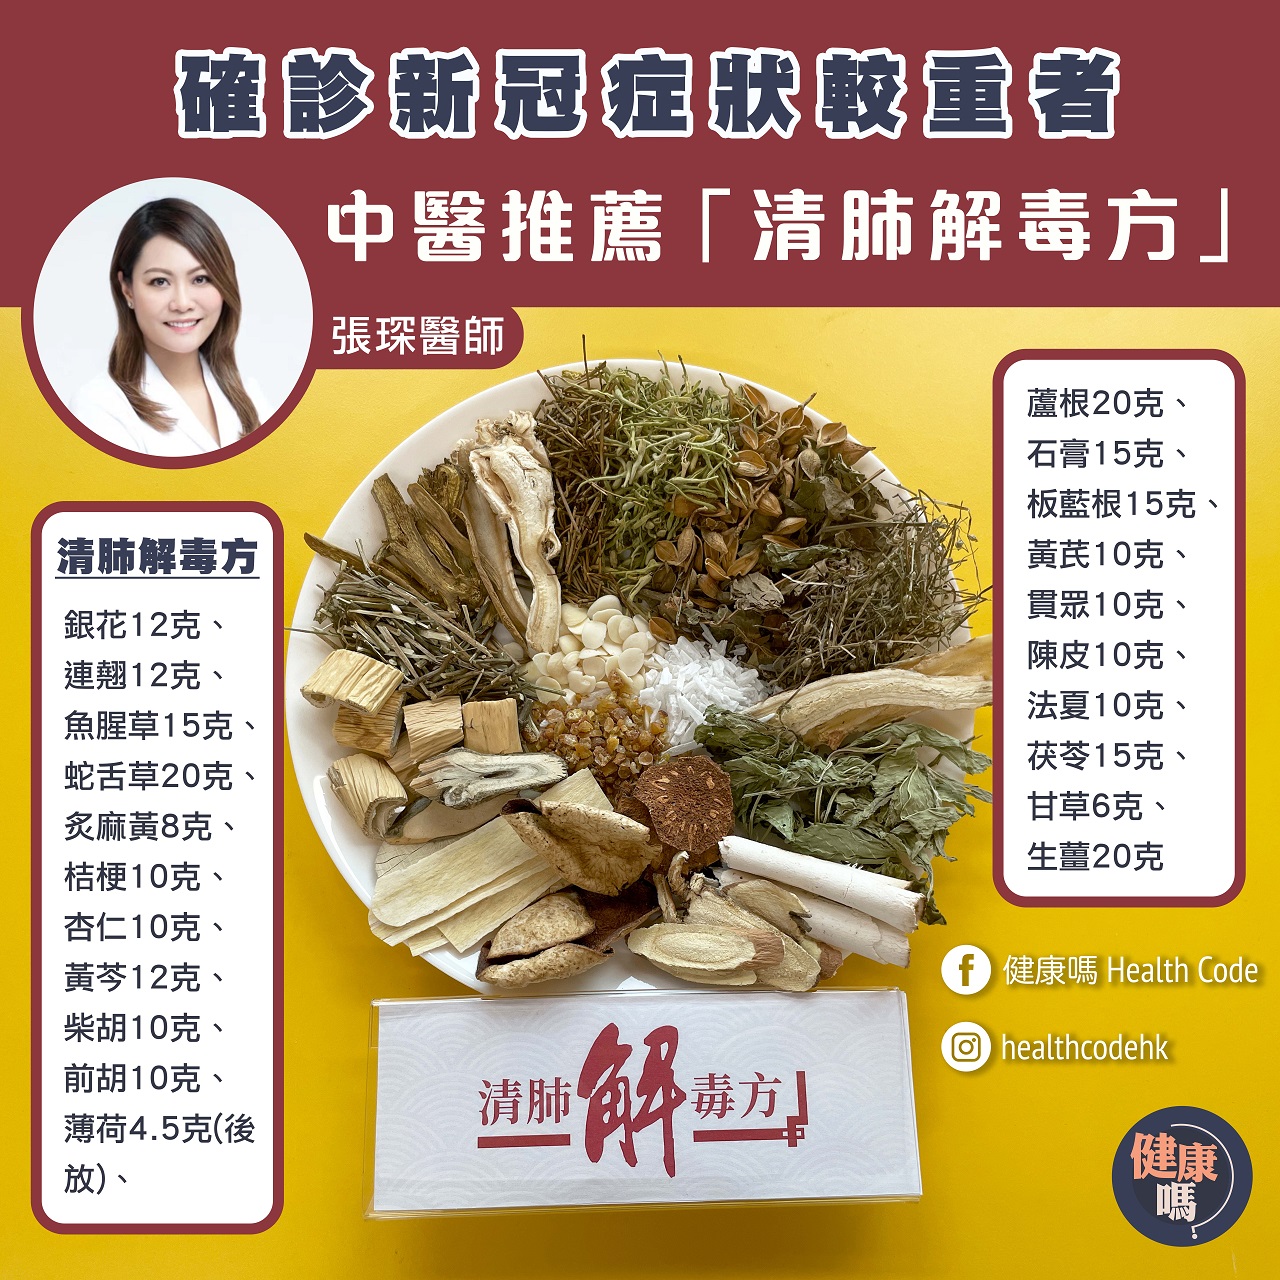 確診新冠症狀較重者
中醫推薦「清肺解毒方」
張琛醫師
清肺解毒方
銀花12克、
連翹12克、
魚腥草15克、
蛇舌草20克、
炙麻黃8克、
桔梗10克、
杏仁10克、
黃芩12克、
柴胡10克、
前胡10克、
薄荷4.5克(後
放)、
蘆根20克、
石膏15克、
板藍根15克、
黃芪10克、
貫眾10克、
陳皮10克、
法夏10克、
茯苓15克、
甘草6克、
生薑20克
健康嗎 Health Code
healthcodehk
清肺解毒方
健康
嗎?